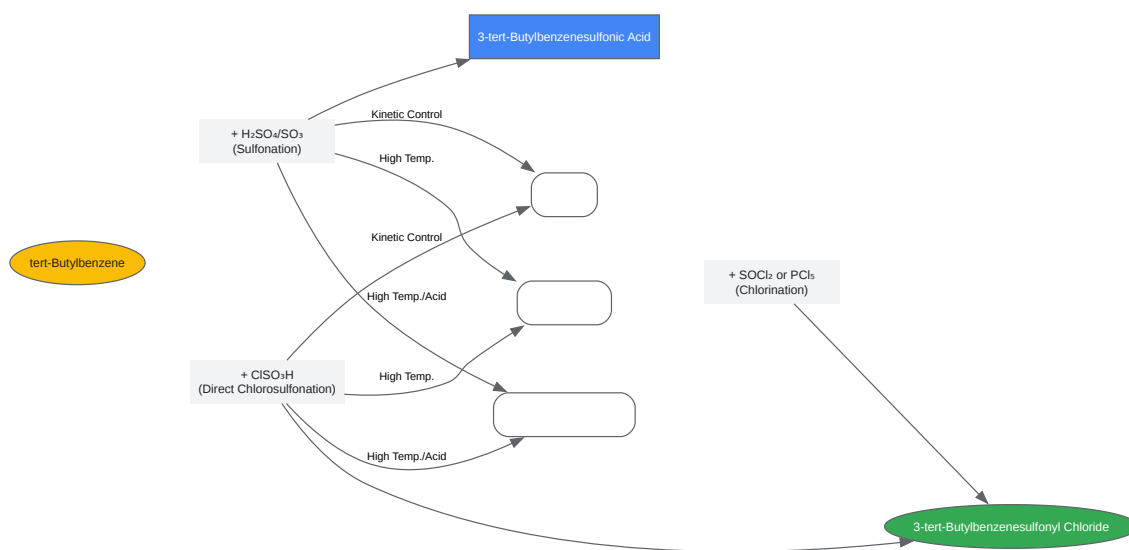 3-tert-Butylbenzenesulfonic Acid
Kinetic Control
+ H₂SO₄/SO₃
(Sulfonation)
High Temp.
Kinetic Control
tert-Butylbenzene
+ SOCl₂ or PCl₅
(Chlorination)
High Temp./Acid
+ ClSO₃H
(Direct Chlorosulfonation)
High Temp.
High Temp./Acid
3-tert-Butylbenzenesulfonyl Chloride